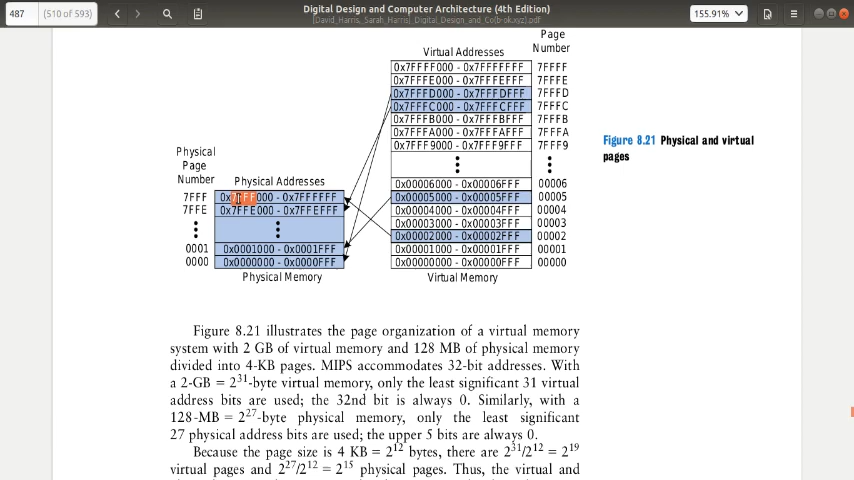 487
(510 of 593)
Digital Design and Computer Architecture (4th Edition)
[David_Harris,_Sarah_Harris]_Digital_Design_and_Co(b-ok.xyz).pdf
155.91%
Page
Number
Virtual Addresses
0x7FFFF000 - 0x7FFFFFFF 7FFFF
0x7FFFE000 - 0x7FFFEFFF 7FFFE
0x7FFFD000 - 0x7FFFDFFF 7FFFD
0x7FFFC000 - 0x7FFFCFFF 7FFFC
0x7FFFB000 - 0x7FFFBFFF 7FFFB
0x7FFFA000 - 0x7FFFAFFF 7FFFA
0x7FFF9000 - 0x7FFF9FFF 7FFF9
0x00006000 - 0x00006FFF 00006
0x00005000 - 0x00005FFF 00005
0x00004000 - 0x00004FFF 00004
0x00003000 - 0x00003FFF 00003
0x00002000 - 0x00002FFF 00002
0x00001000 - 0x00001FFF 00001
0x00000000 - 0x00000FFF 00000
Virtual Memory
Physical
Page
Number
Physical Addresses
7FFF 0x7FFF000 - 0x7FFFFFF
7FFE 0x7FFE000 - 0x7FFEFFF
0001 0x0001000 - 0x0001FFF
0000 0x0000000 - 0x0000FFF
Physical Memory
Figure 8.21 Physical and virtual
pages
Figure 8.21 illustrates the page organization of a virtual memory
system with 2 GB of virtual memory and 128 MB of physical memory
divided into 4-KB pages. MIPS accommodates 32-bit addresses. With
a 2-GB = 2³¹-byte virtual memory, only the least significant 31 virtual
address bits are used; the 32nd bit is always 0. Similarly, with a
128-MB = 2²⁷-byte physical memory, only the least significant
27 physical address bits are used; the upper 5 bits are always 0.
Because the page size is 4 KB = 2¹² bytes, there are 2³¹/2¹² = 2¹⁹
virtual pages and 2²⁷/2¹² = 2¹⁵ physical pages. Thus, the virtual and